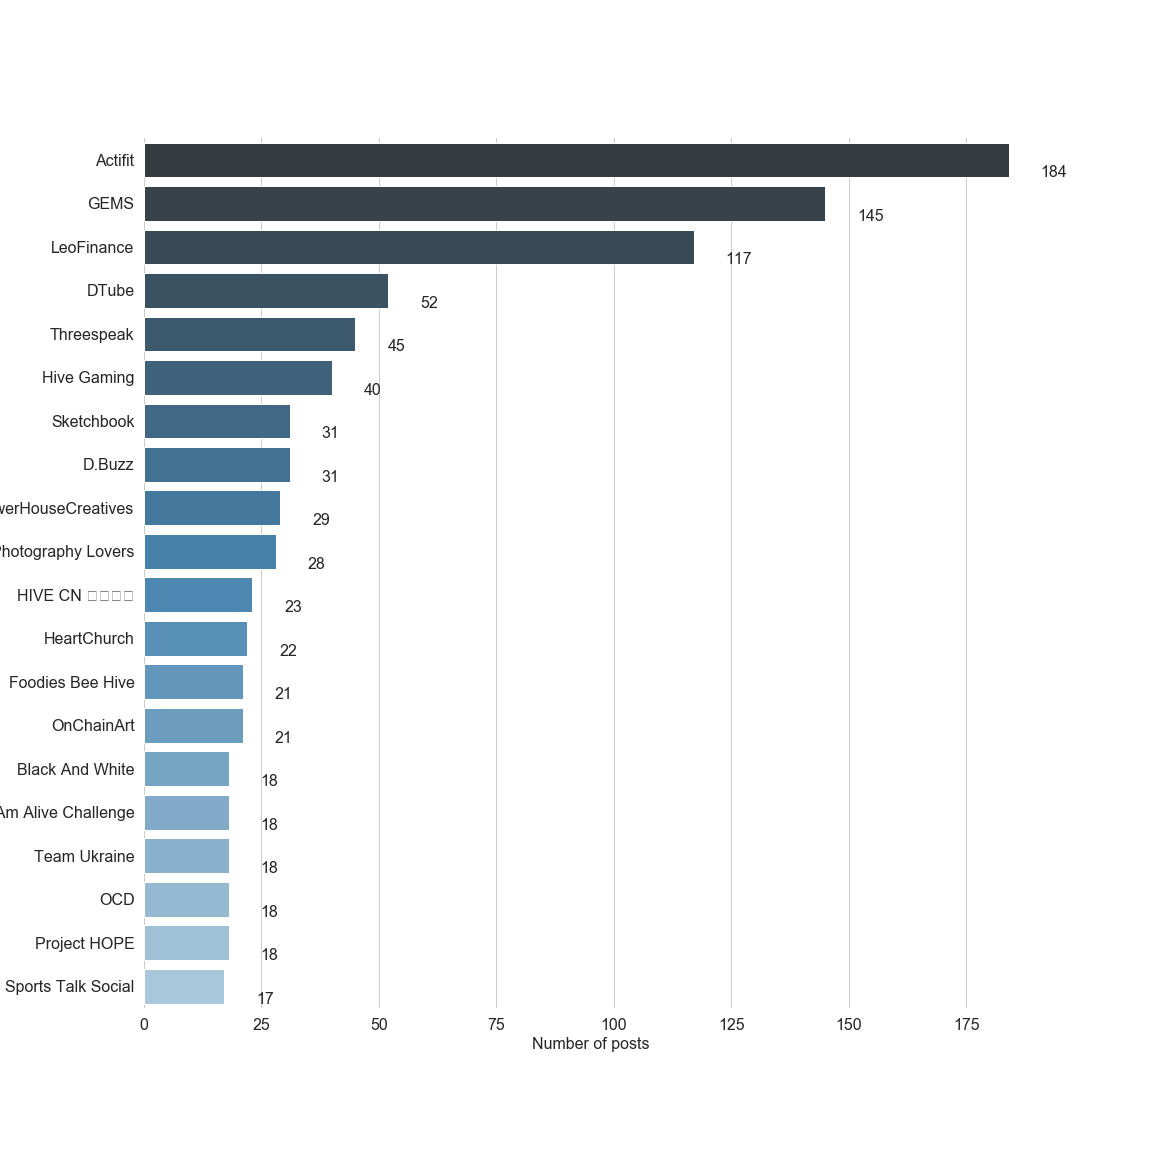 Actifit 184
GEMS 145
LeoFinance 117
DTube 52
Threespeak 45
Hive Gaming 40
Sketchbook 31
D.Buzz 31
werHouseCreatives 29
Photography Lovers 28
HIVE CN □□□□ 23
HeartChurch 22
Foodies Bee Hive 21
OnChainArt 21
Black And White 18
Am Alive Challenge 18
Team Ukraine 18
OCD 18
Project HOPE 18
Sports Talk Social 17
0 25 50 75 100 125 150 175
Number of posts